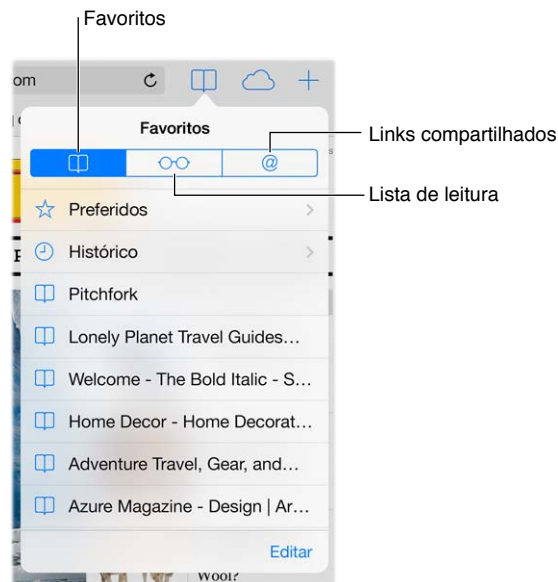 Favoritos
om
Favoritos
@
Links compartilhados
Lista de leitura
Preferidos
Histórico
Pitchfork
Lonely Planet Travel Guides…
Welcome - The Bold Italic - S…
Home Decor - Home Decorat…
Adventure Travel, Gear, and…
Azure Magazine - Design | Ar…
Editar
Wool?